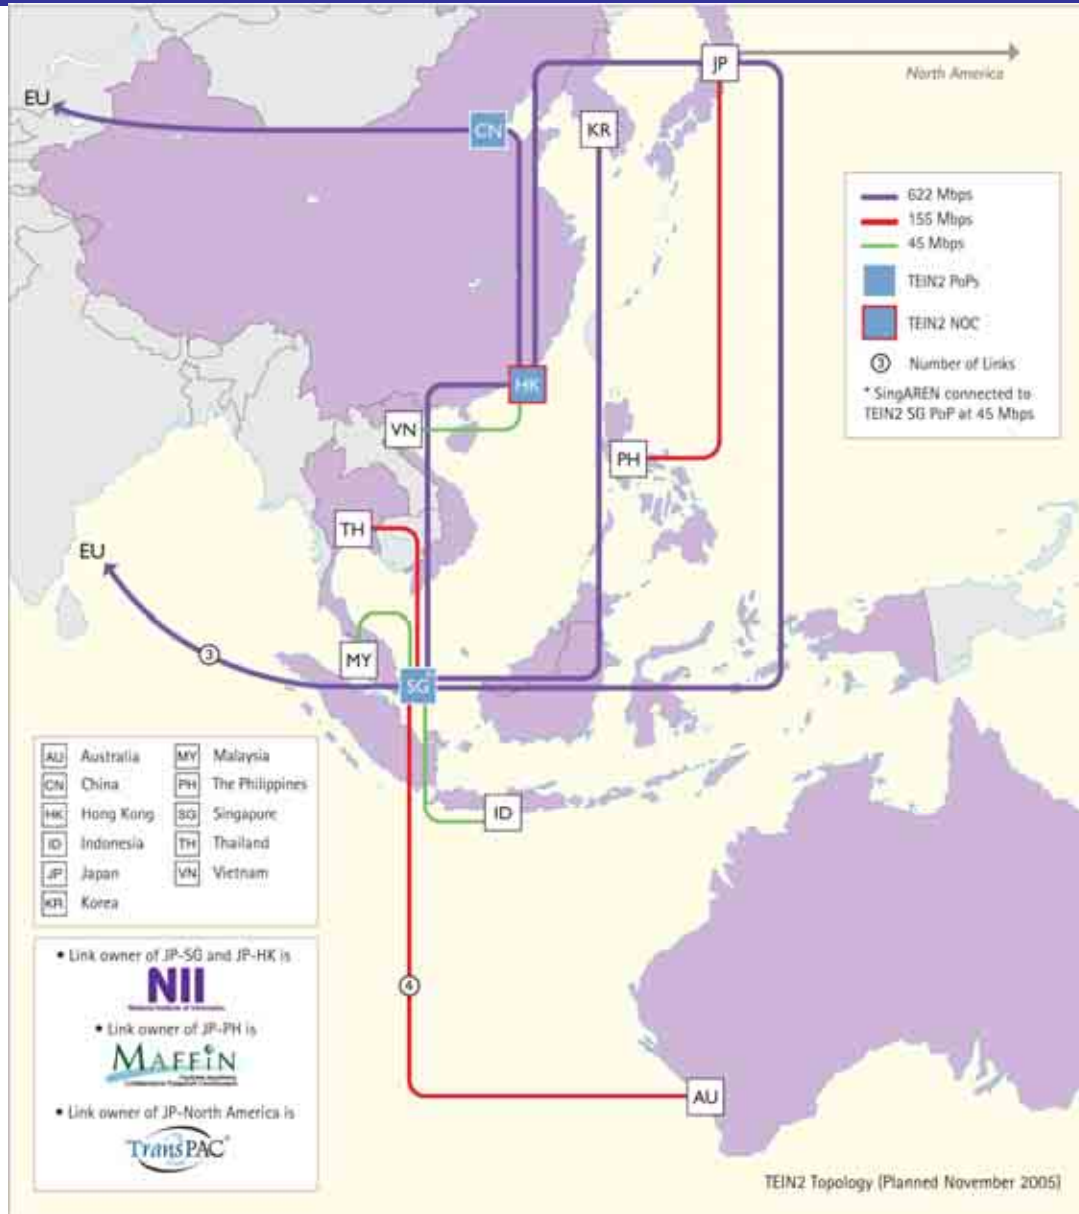 JP
North America
EU
CN
KR
622 Mbps
155 Mbps
45 Mbps
TEIN2 PoPs
TEIN2 NOC
3 Number of Links
* SingAREN connected to
TEIN2 SG PoP at 45 Mbps
HK
VN
PH
TH
EU
3
MY
SG*
ID
AU Australia
CN China
HK Hong Kong
ID Indonesia
JP Japan
KR Korea
MY Malaysia
PH The Philippines
SG Singapore
TH Thailand
VN Vietnam
• Link owner of JP-SG and JP-HK is
NII
National Institute of Informatics
• Link owner of JP-PH is
MAFFIN
• Link owner of JP-North America is
TransPAC
4
AU
TEIN2 Topology (Planned November 2005)